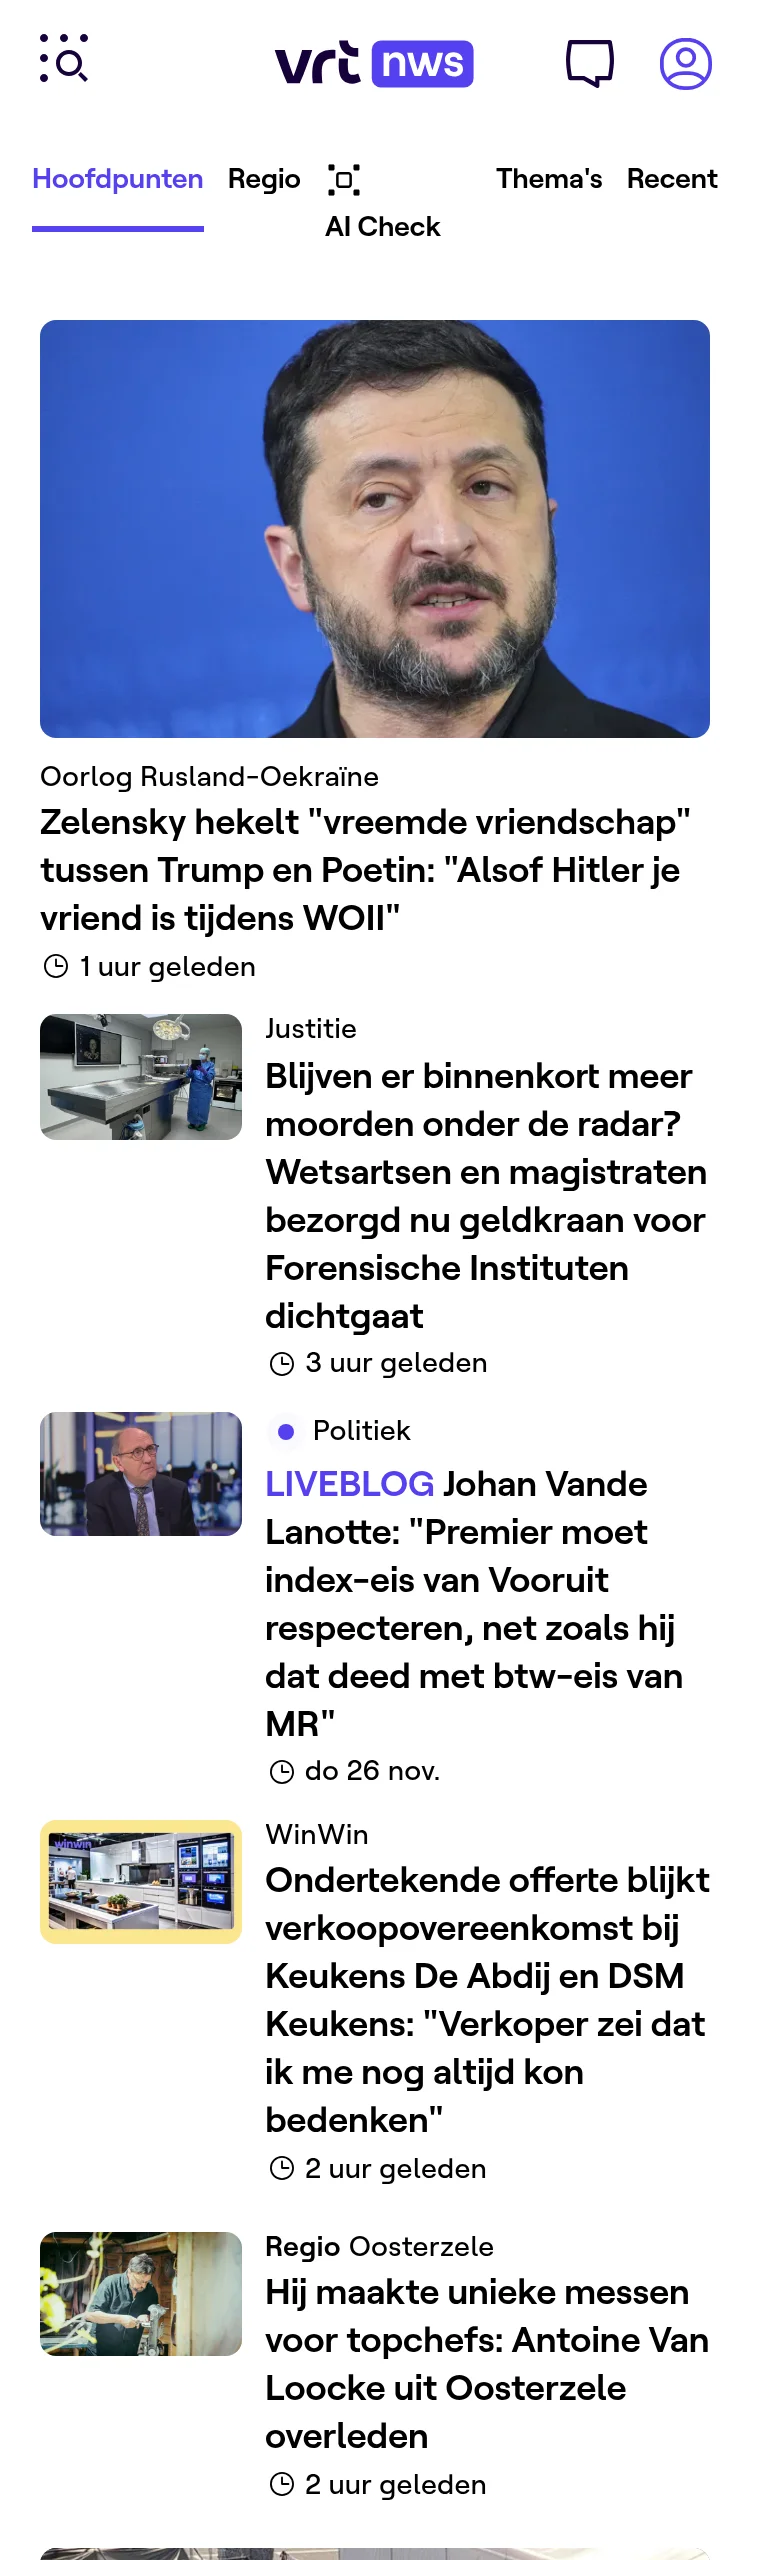 vrt nws
Hoofdpunten Regio AI Check Thema's Recent
Oorlog Rusland-Oekraïne
Zelensky hekelt "vreemde vriendschap"
tussen Trump en Poetin: "Alsof Hitler je
vriend is tijdens WOII"
1 uur geleden
Justitie
Blijven er binnenkort meer
moorden onder de radar?
Wetsartsen en magistraten
bezorgd nu geldkraan voor
Forensische Instituten
dichtgaat
3 uur geleden
Politiek
LIVEBLOG Johan Vande
Lanotte: "Premier moet
index-eis van Vooruit
respecteren, net zoals hij
dat deed met btw-eis van
MR"
do 26 nov.
winwin
WinWin
Ondertekende offerte blijkt
verkoopovereenkomst bij
Keukens De Abdij en DSM
Keukens: "Verkoper zei dat
ik me nog altijd kon
bedenken"
2 uur geleden
Regio Oosterzele
Hij maakte unieke messen
voor topchefs: Antoine Van
Loocke uit Oosterzele
overleden
2 uur geleden